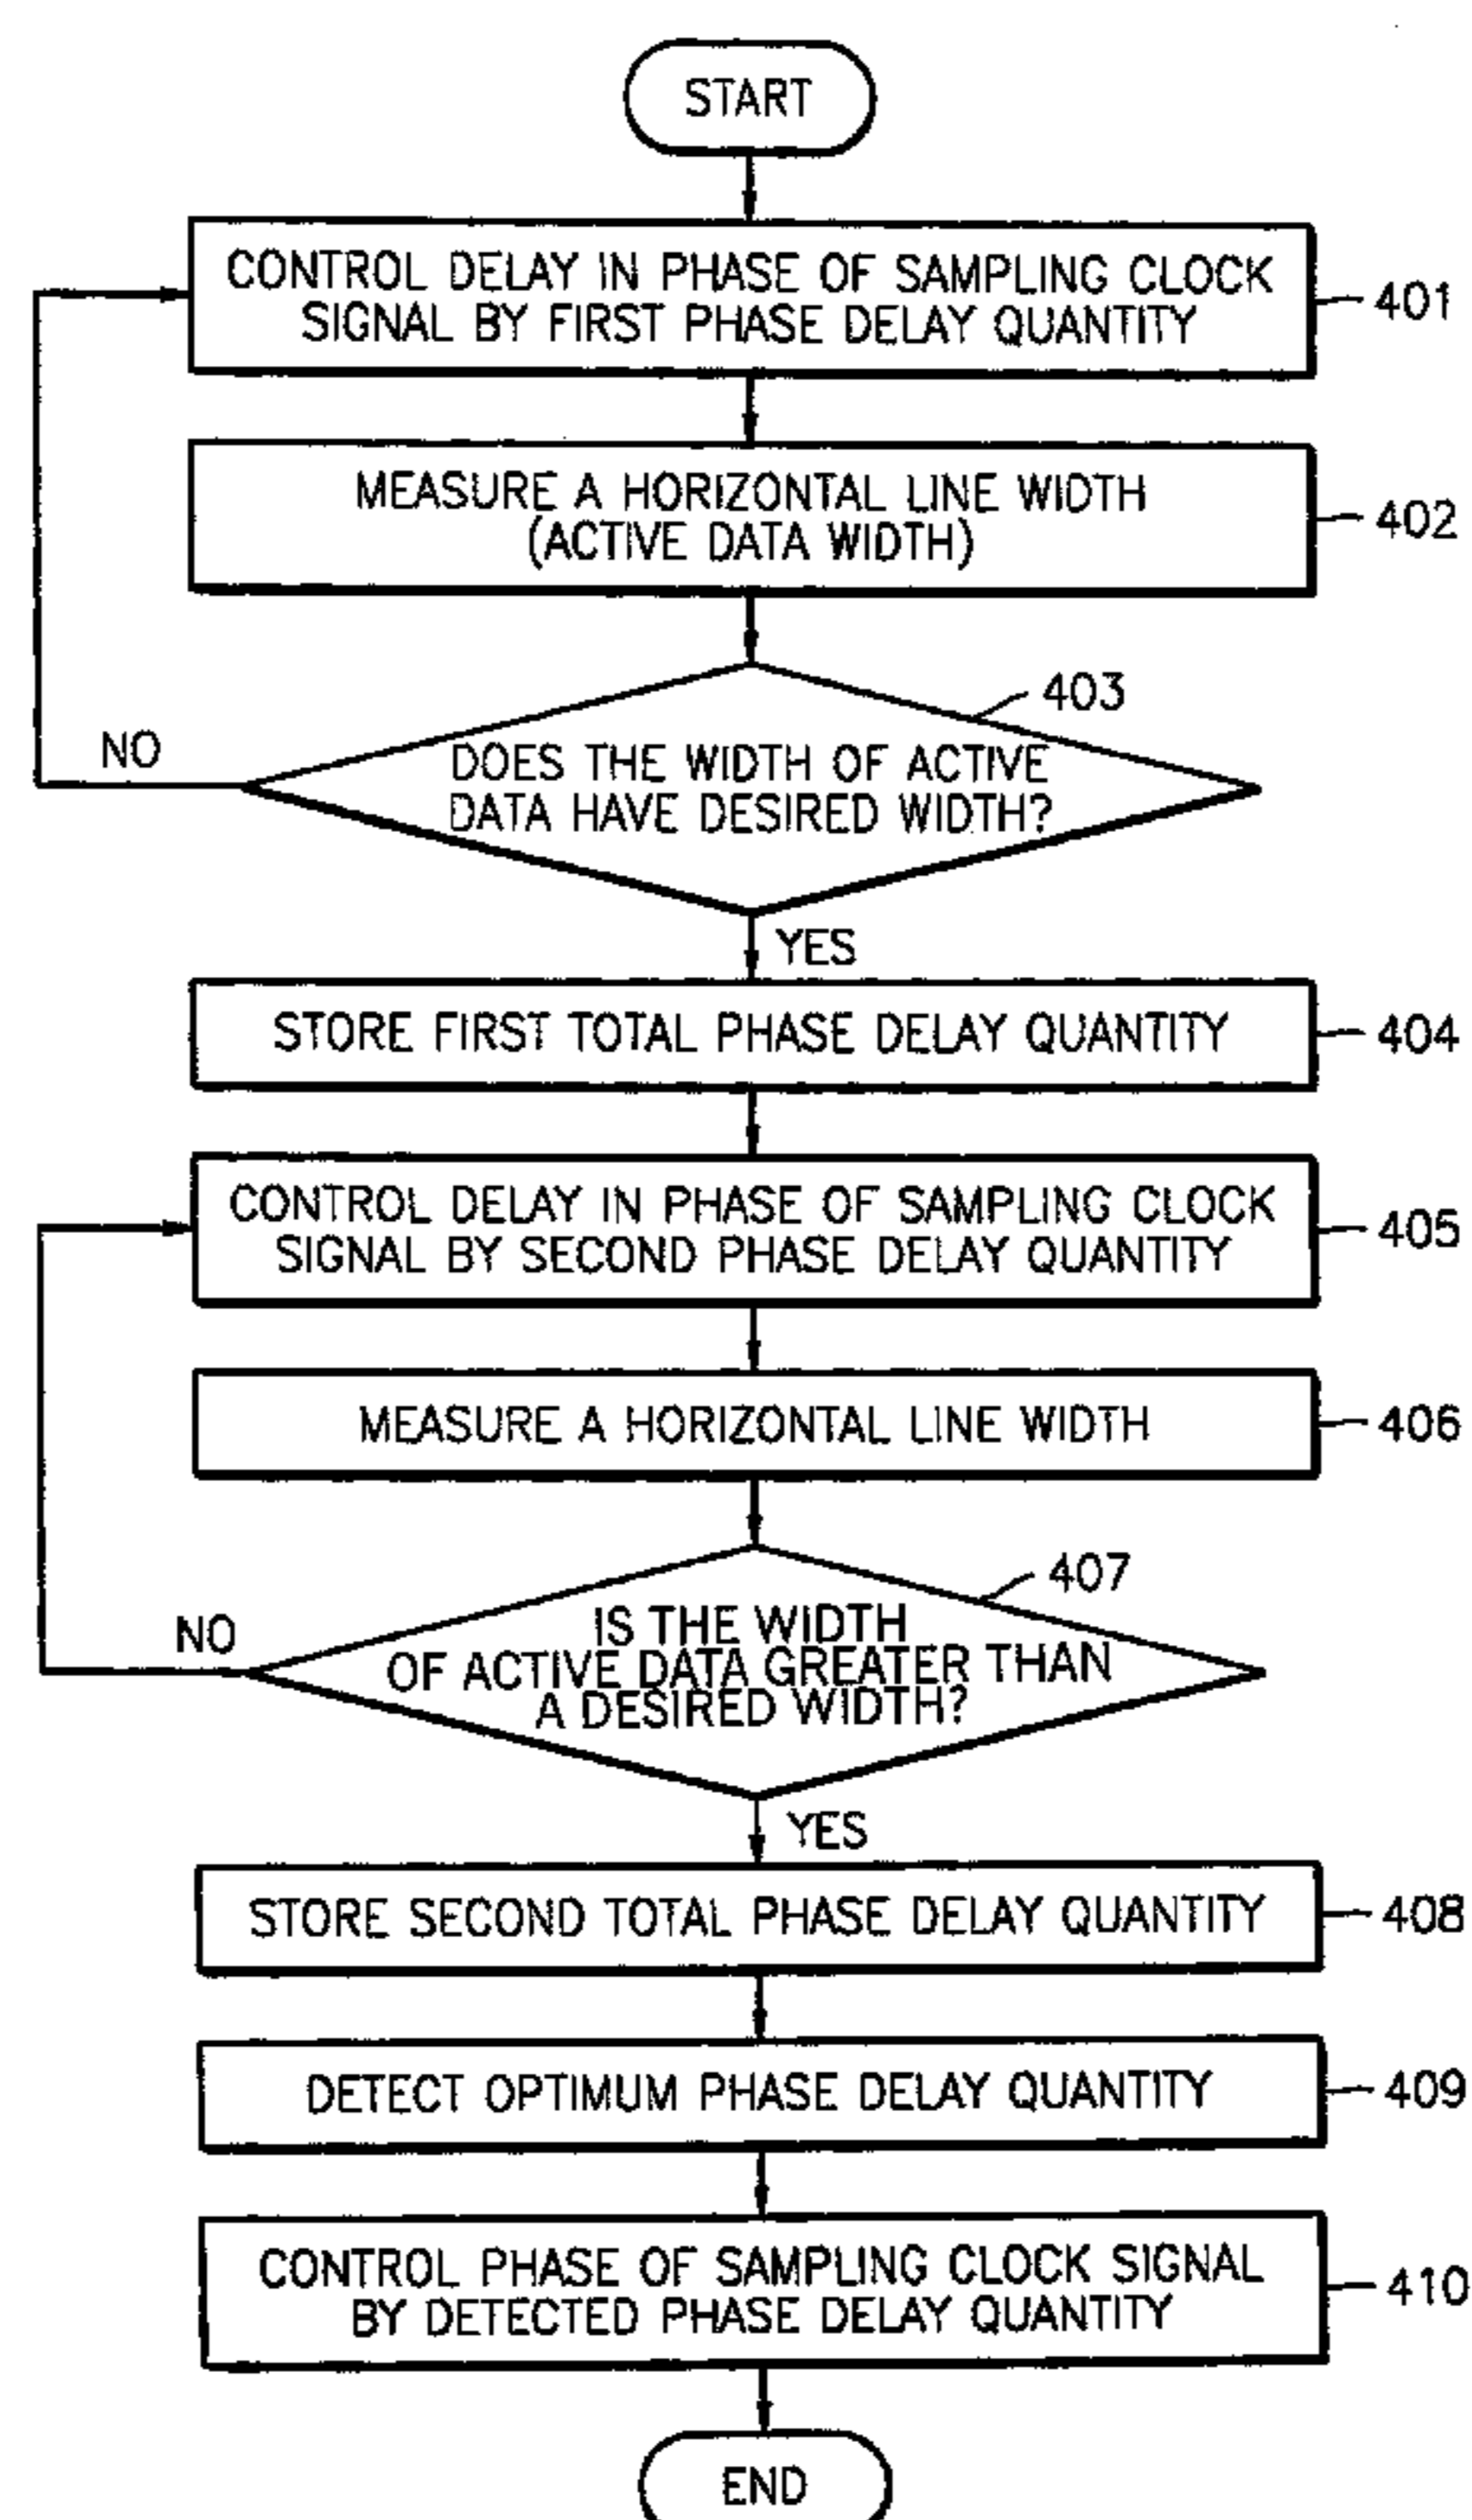 START
CONTROL DELAY IN PHASE OF SAMPLING CLOCK
SIGNAL BY FIRST PHASE DELAY QUANTITY
401
MEASURE A HORIZONTAL LINE WIDTH
(ACTIVE DATA WIDTH)
402
403
DOES THE WIDTH OF ACTIVE
DATA HAVE DESIRED WIDTH?
NO
YES
STORE FIRST TOTAL PHASE DELAY QUANTITY
404
CONTROL DELAY IN PHASE OF SAMPLING CLOCK
SIGNAL BY SECOND PHASE DELAY QUANTITY
405
MEASURE A HORIZONTAL LINE WIDTH
406
407
IS THE WIDTH
OF ACTIVE DATA GREATER THAN
A DESIRED WIDTH?
NO
YES
STORE SECOND TOTAL PHASE DELAY QUANTITY
408
DETECT OPTIMUM PHASE DELAY QUANTITY
409
CONTROL PHASE OF SAMPLING CLOCK SIGNAL
BY DETECTED PHASE DELAY QUANTITY
410
END